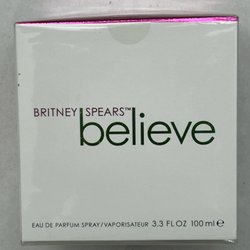 BRITNEY SPEARS™
believe
EAU DE PARFUM SPRAY/VAPORISATEUR 3.3 FL OZ 100 ml ℮